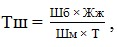 Тш = Шб × Жж / Шм × Т ,